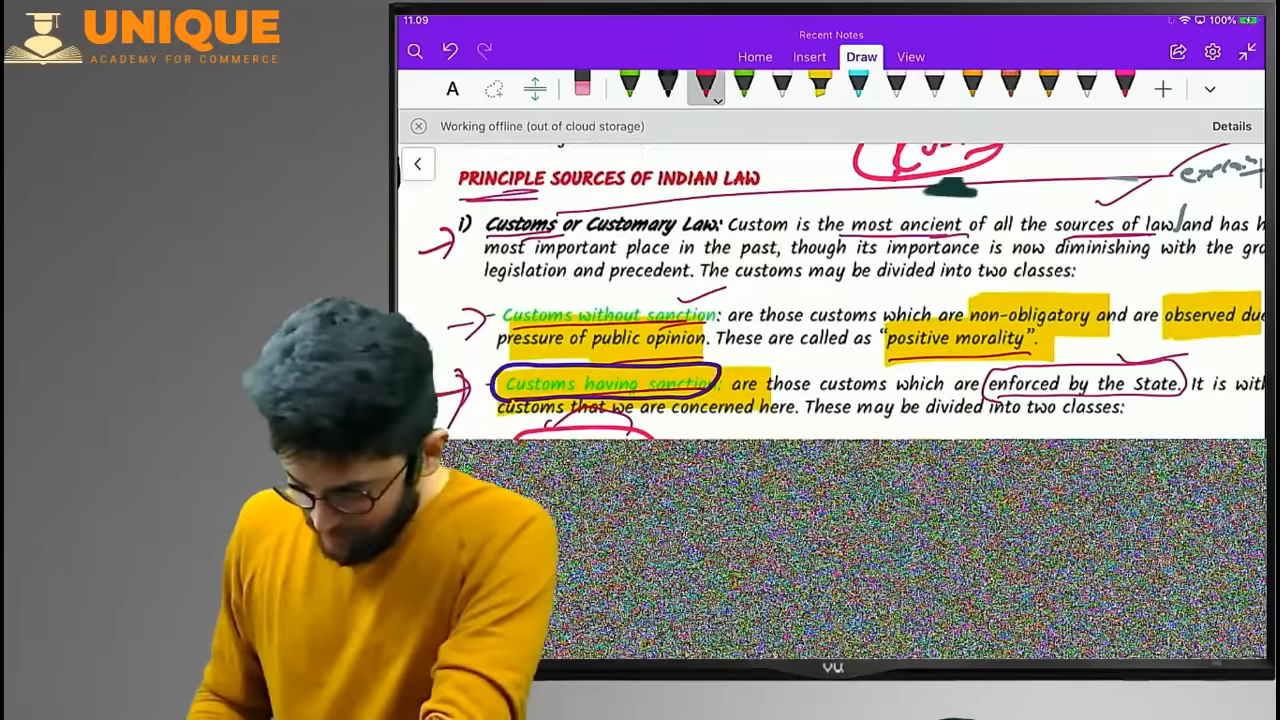 UNIQUE
ACADEMY FOR COMMERCE
11.09
100%
Recent Notes
Home Insert Draw View
A
Working offline (out of cloud storage) Details
PRINCIPLE SOURCES OF INDIAN LAW
i) Customs or Customary Law: Custom is the most ancient of all the sources of law and has h
most important place in the past, though its importance is now diminishing with the gro
legislation and precedent. The customs may be divided into two classes:
- Customs without sanction: are those customs which are non-obligatory and are observed due
pressure of public opinion. These are called as “positive morality”.
- Customs having sanction: are those customs which are enforced by the State. It is with
customs that we are concerned here. These may be divided into two classes:
VU